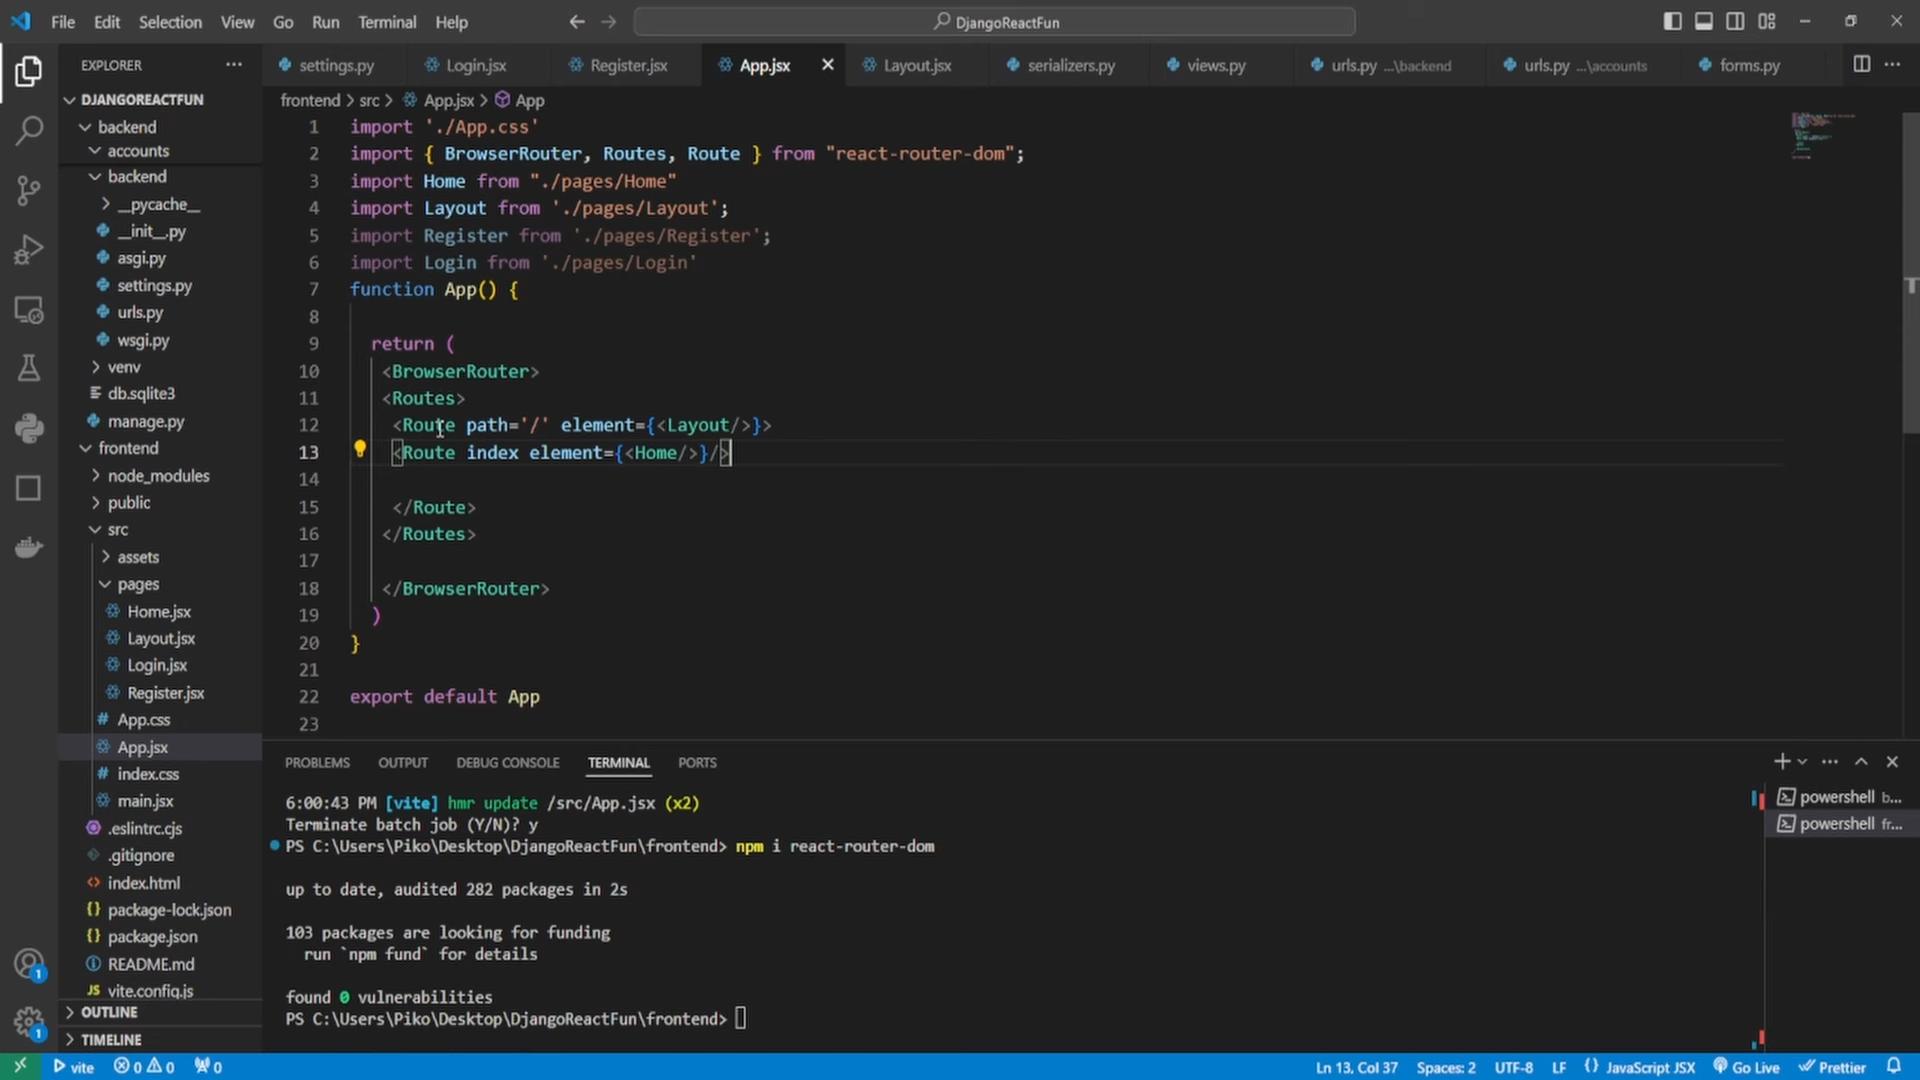 File Edit Selection View Go Run Terminal Help
DjangoReactFun
EXPLORER
settings.py
Login.jsx
Register.jsx
App.jsx
Layout.jsx
serializers.py
views.py
urls.py ...\backend
urls.py ...\accounts
forms.py
DJANGOREACTFUN
backend
accounts
backend
__pycache__
__init__.py
asgi.py
settings.py
urls.py
wsgi.py
venv
db.sqlite3
manage.py
frontend
node_modules
public
src
assets
pages
Home.jsx
Layout.jsx
Login.jsx
Register.jsx
App.css
App.jsx
index.css
main.jsx
.eslintrc.cjs
.gitignore
index.html
package-lock.json
package.json
README.md
vite.config.js
OUTLINE
TIMELINE
frontend > src > App.jsx > App
1 import './App.css'
2 import { BrowserRouter, Routes, Route } from "react-router-dom";
3 import Home from "./pages/Home"
4 import Layout from './pages/Layout';
5 import Register from './pages/Register';
6 import Login from './pages/Login'
7 function App() {
8
9 return (
10 <BrowserRouter>
11 <Routes>
12 <Route path='/' element={<Layout/>}>
13 <Route index element={<Home/>}/>
14
15 </Route>
16 </Routes>
17
18 </BrowserRouter>
19 )
20 }
21
22 export default App
23
PROBLEMS OUTPUT DEBUG CONSOLE TERMINAL PORTS
6:00:43 PM [vite] hmr update /src/App.jsx (x2)
Terminate batch job (Y/N)? y
PS C:\Users\Piko\Desktop\DjangoReactFun\frontend> npm i react-router-dom
up to date, audited 282 packages in 2s
103 packages are looking for funding
run `npm fund` for details
found 0 vulnerabilities
PS C:\Users\Piko\Desktop\DjangoReactFun\frontend>
powershell b...
powershell fr...
1
1
vite
0 0
0
Ln 13, Col 37
Spaces: 2
UTF-8
LF
{} JavaScript JSX
Go Live
Prettier